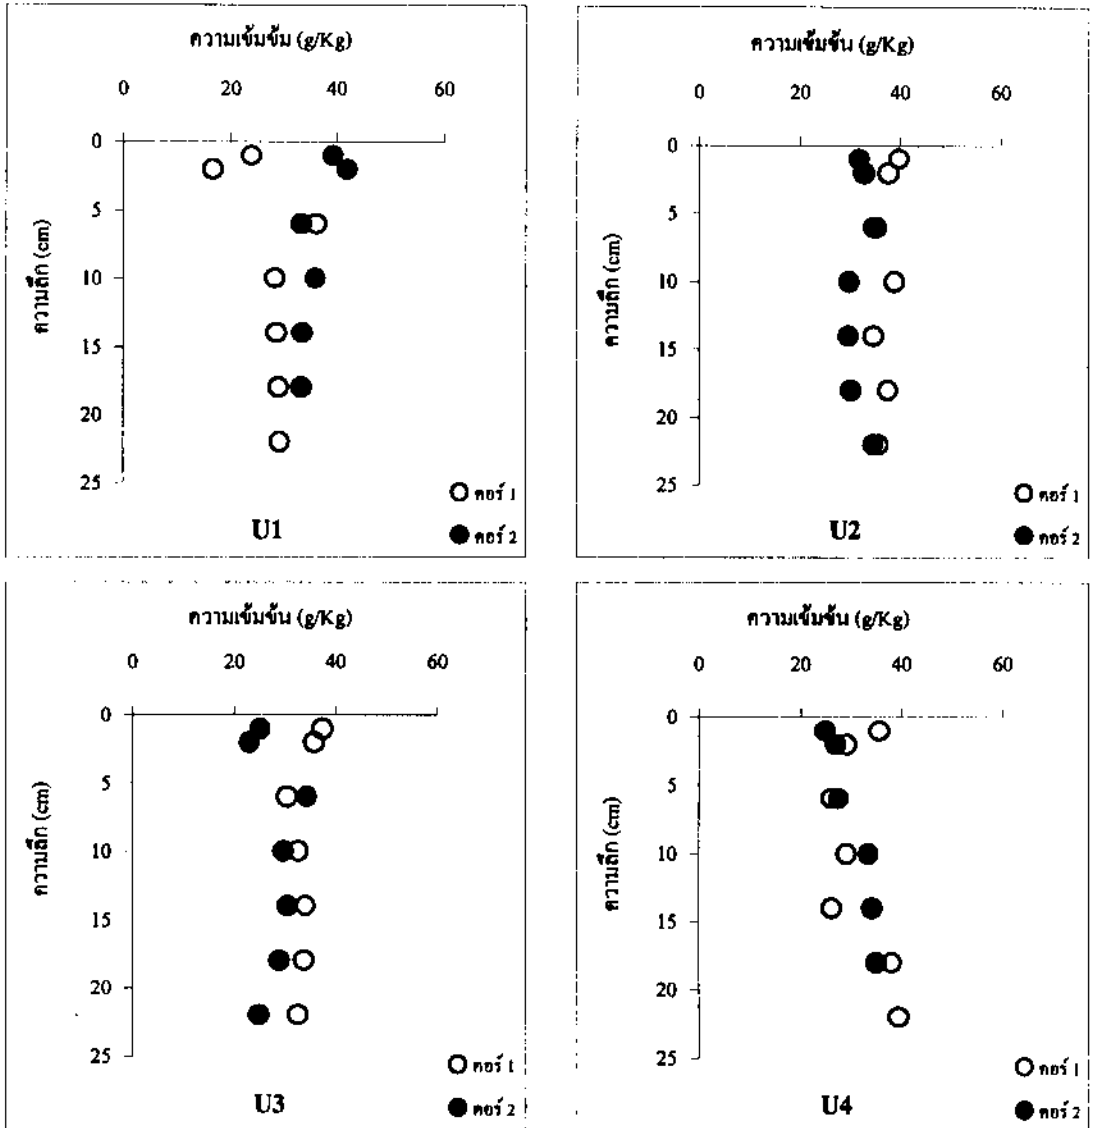 ความเข้มข้ม (g/Kg)
0 20 40 60
0
5
10
15
20
25
ความลึก (cm)
คอร์ 1
คอร์ 2
U1
ความเข้มข้น (g/Kg)
0 20 40 60
0
5
10
15
20
25
ความลึก (cm)
คอร์ 1
คอร์ 2
U2
ความเข้มข้น (g/Kg)
0 20 40 60
0
5
10
15
20
25
ความลึก (cm)
คอร์ 1
คอร์ 2
U3
ความเข้มข้น (g/Kg)
0 20 40 60
0
5
10
15
20
25
ความลึก (cm)
คอร์ 1
คอร์ 2
U4